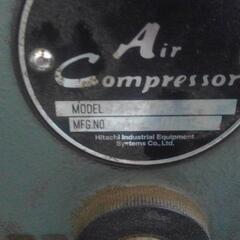 Air
Compressor
MODEL
MFG.NO
Hitachi Industrial Equipment
Systems Co., Ltd.